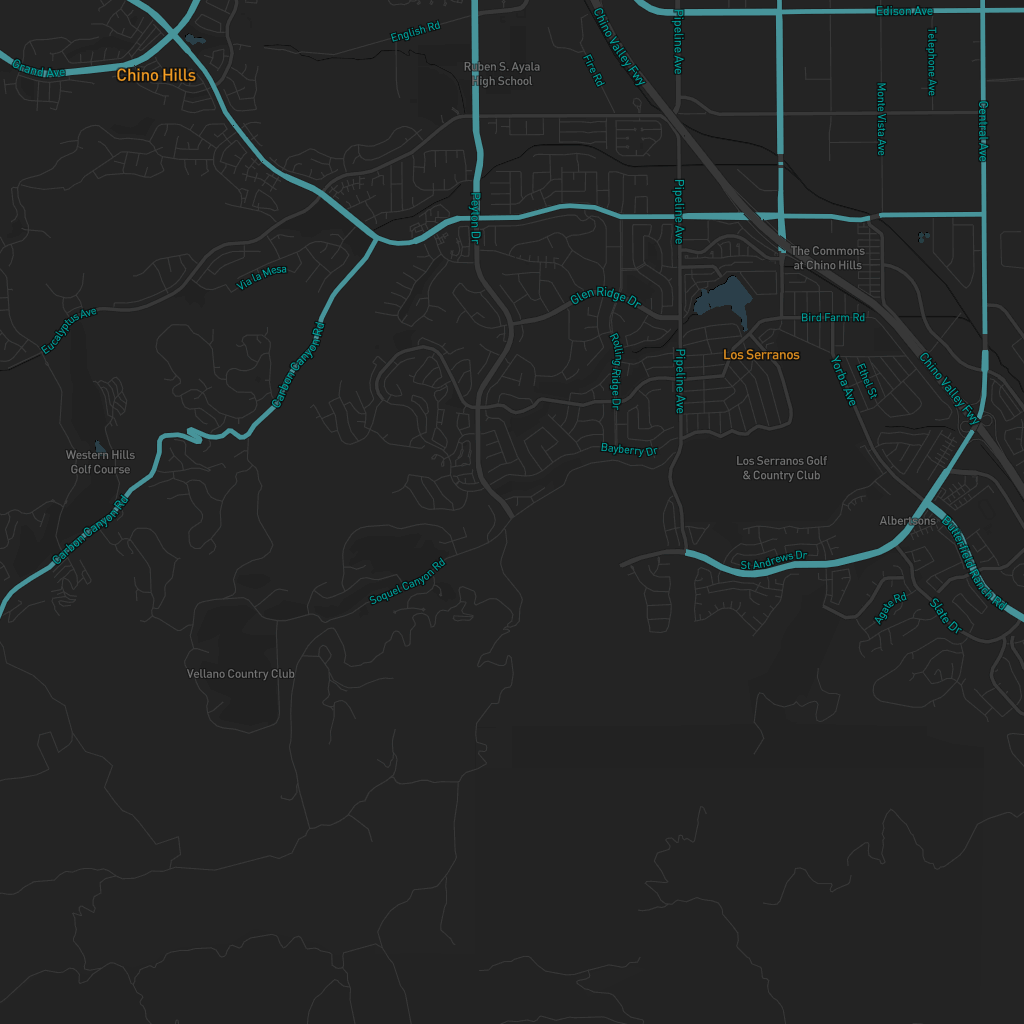 Edison Ave
English Rd
Chino Valley Fwy
Pipeline Ave
Telephone Ave
Grand Ave
Chino Hills
Ruben S. Ayala
High School
Fire Rd
Monte Vista Ave
Central Ave
Peyton Dr
Pipeline Ave
The Commons
at Chino Hills
Via la Mesa
Glen Ridge Dr
Bird Farm Rd
Eucalyptus Ave
Carbon Canyon Rd
Rolling Ridge Dr
Pipeline Ave
Los Serranos
Yorba Ave
Ethel St
Chino Valley Fwy
Western Hills
Golf Course
Bayberry Dr
Los Serranos Golf
& Country Club
Carbon Canyon Rd
Albertsons
Butterfield Ranch Rd
St Andrews Dr
Soquel Canyon Rd
Agate Rd
Slate Dr
Vellano Country Club